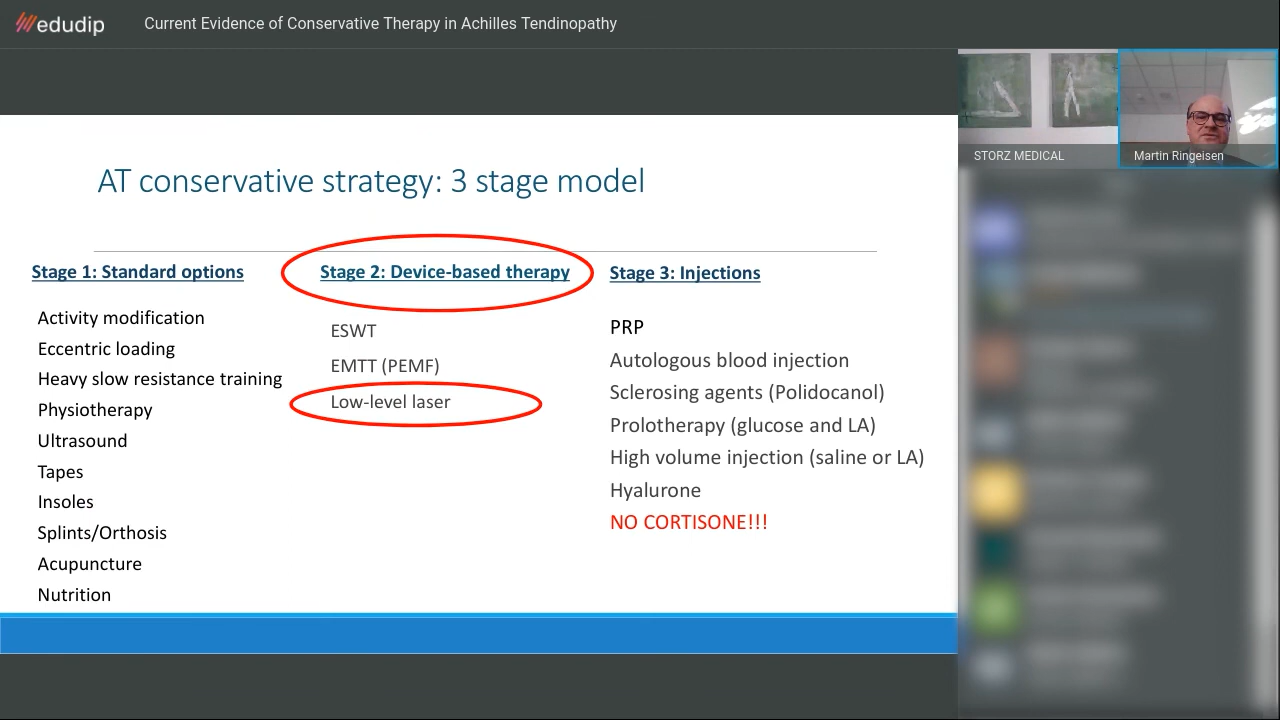 edudip
Current Evidence of Conservative Therapy in Achilles Tendinopathy
STORZ MEDICAL
Martin Ringeisen
AT conservative strategy: 3 stage model
Stage 1: Standard options
Activity modification
Eccentric loading
Heavy slow resistance training
Physiotherapy
Ultrasound
Tapes
Insoles
Splints/Orthosis
Acupuncture
Nutrition
Stage 2: Device-based therapy
ESWT
EMTT (PEMF)
Low-level laser
Stage 3: Injections
PRP
Autologous blood injection
Sclerosing agents (Polidocanol)
Prolotherapy (glucose and LA)
High volume injection (saline or LA)
Hyalurone
NO CORTISONE!!!